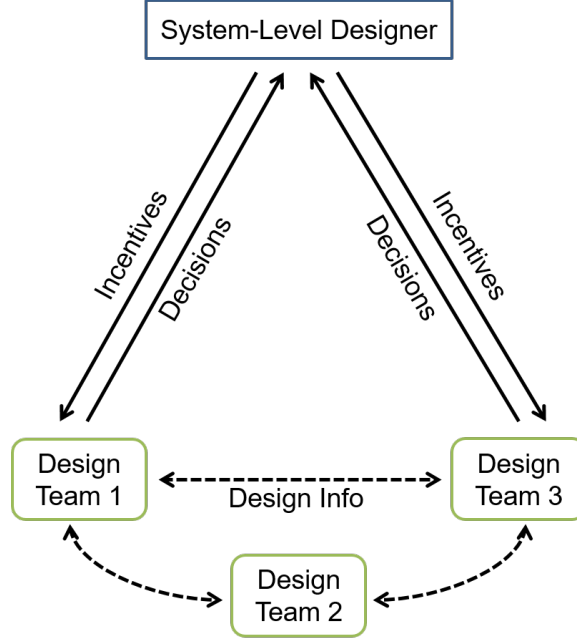 System-Level Designer
Incentives
Decisions
Decisions
Incentives
Design
Team 1
Design Info
Design
Team 3
Design
Team 2